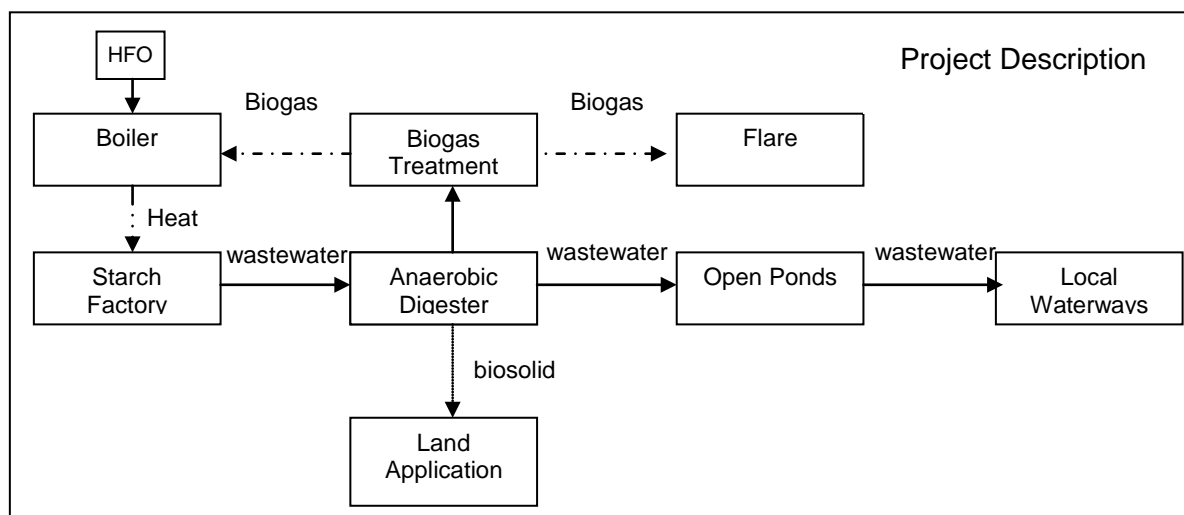 Project Description
HFO
Biogas
Biogas
Boiler
Biogas
Treatment
Flare
Heat
wastewater
wastewater
wastewater
Starch
Factory
Anaerobic
Digester
Open Ponds
Local
Waterways
biosolid
Land
Application